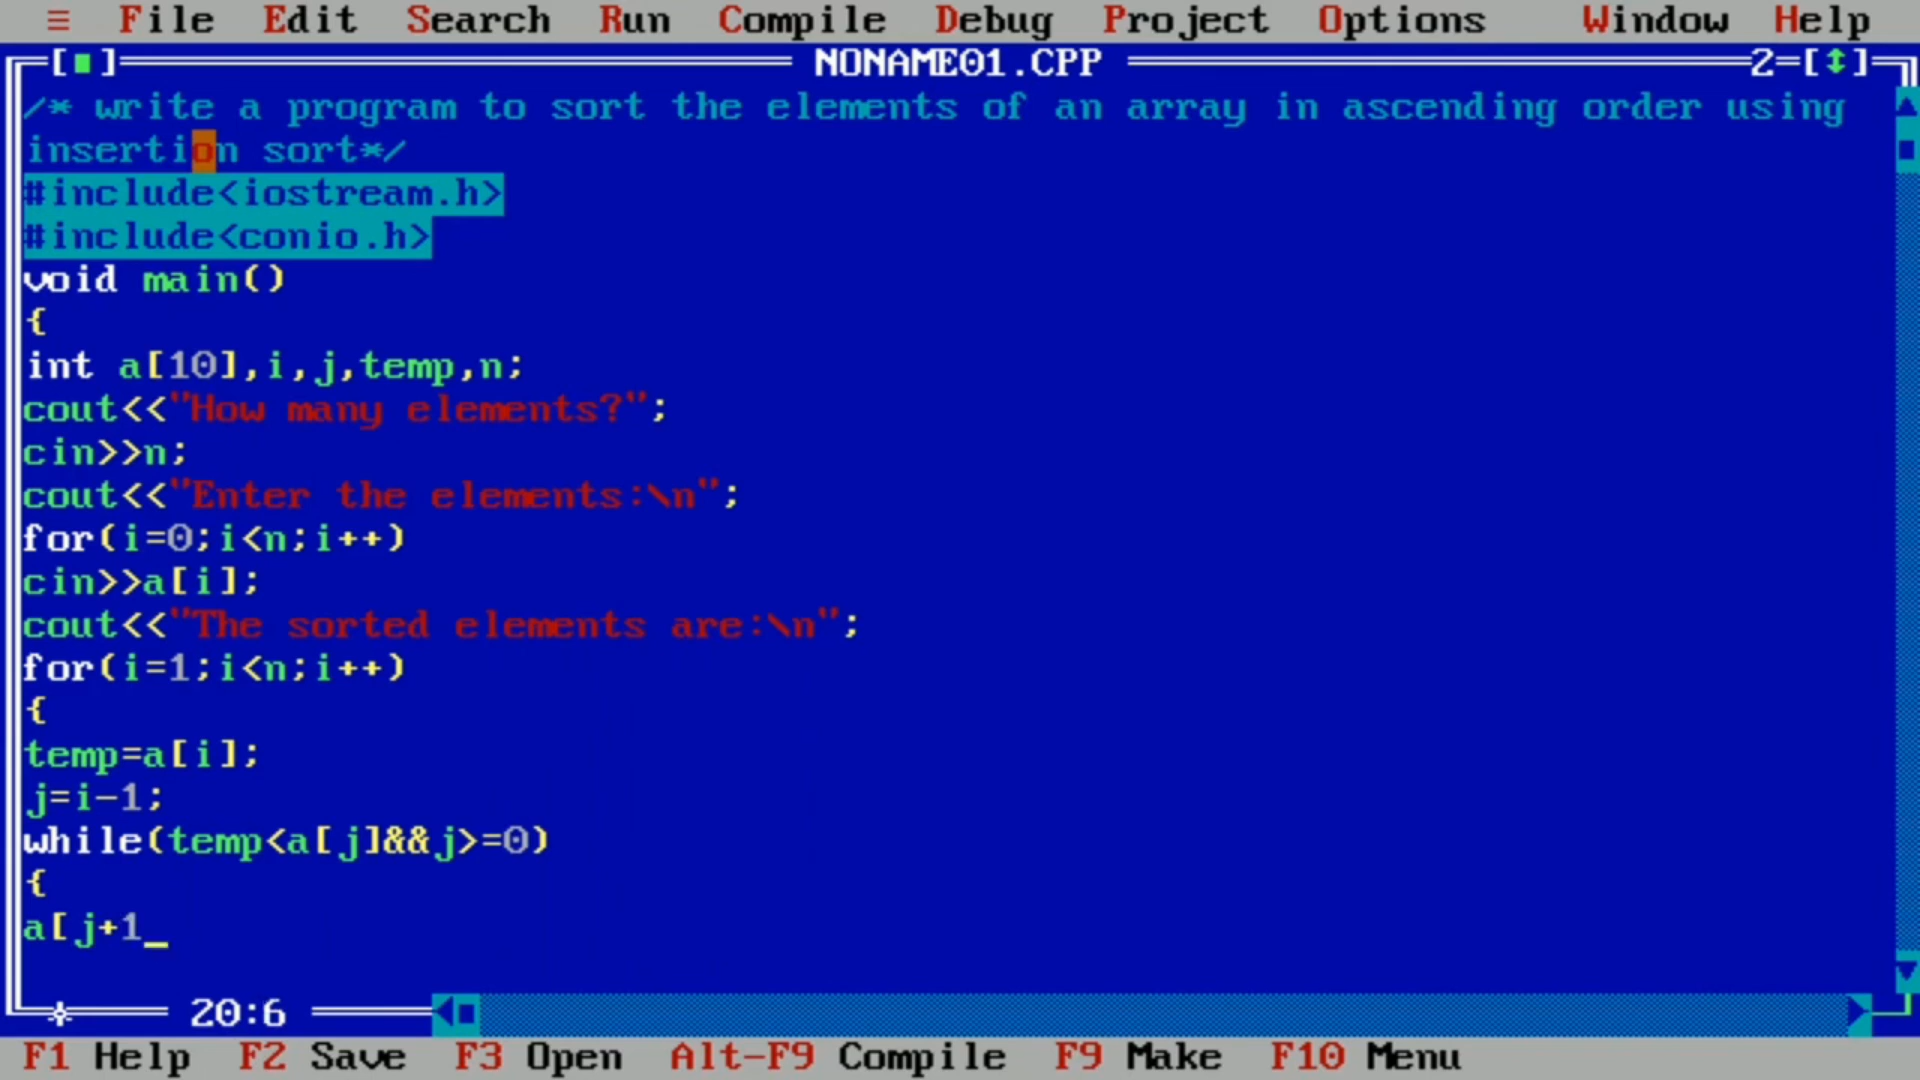 ≡ File Edit Search Run Compile Debug Project Options Window Help
[■] NONAME01.CPP 2=[↕]
/* write a program to sort the elements of an array in ascending order using
insertion sort*/
#include<iostream.h>
#include<conio.h>
void main()
{
int a[10],i,j,temp,n;
cout<<"How many elements?";
cin>>n;
cout<<"Enter the elements:\n";
for(i=0;i<n;i++)
cin>>a[i];
cout<<"The sorted elements are:\n";
for(i=1;i<n;i++)
{
temp=a[i];
j=i-1;
while(temp<a[j]&&j>=0)
{
a[j+1_
20:6
F1 Help F2 Save F3 Open Alt-F9 Compile F9 Make F10 Menu